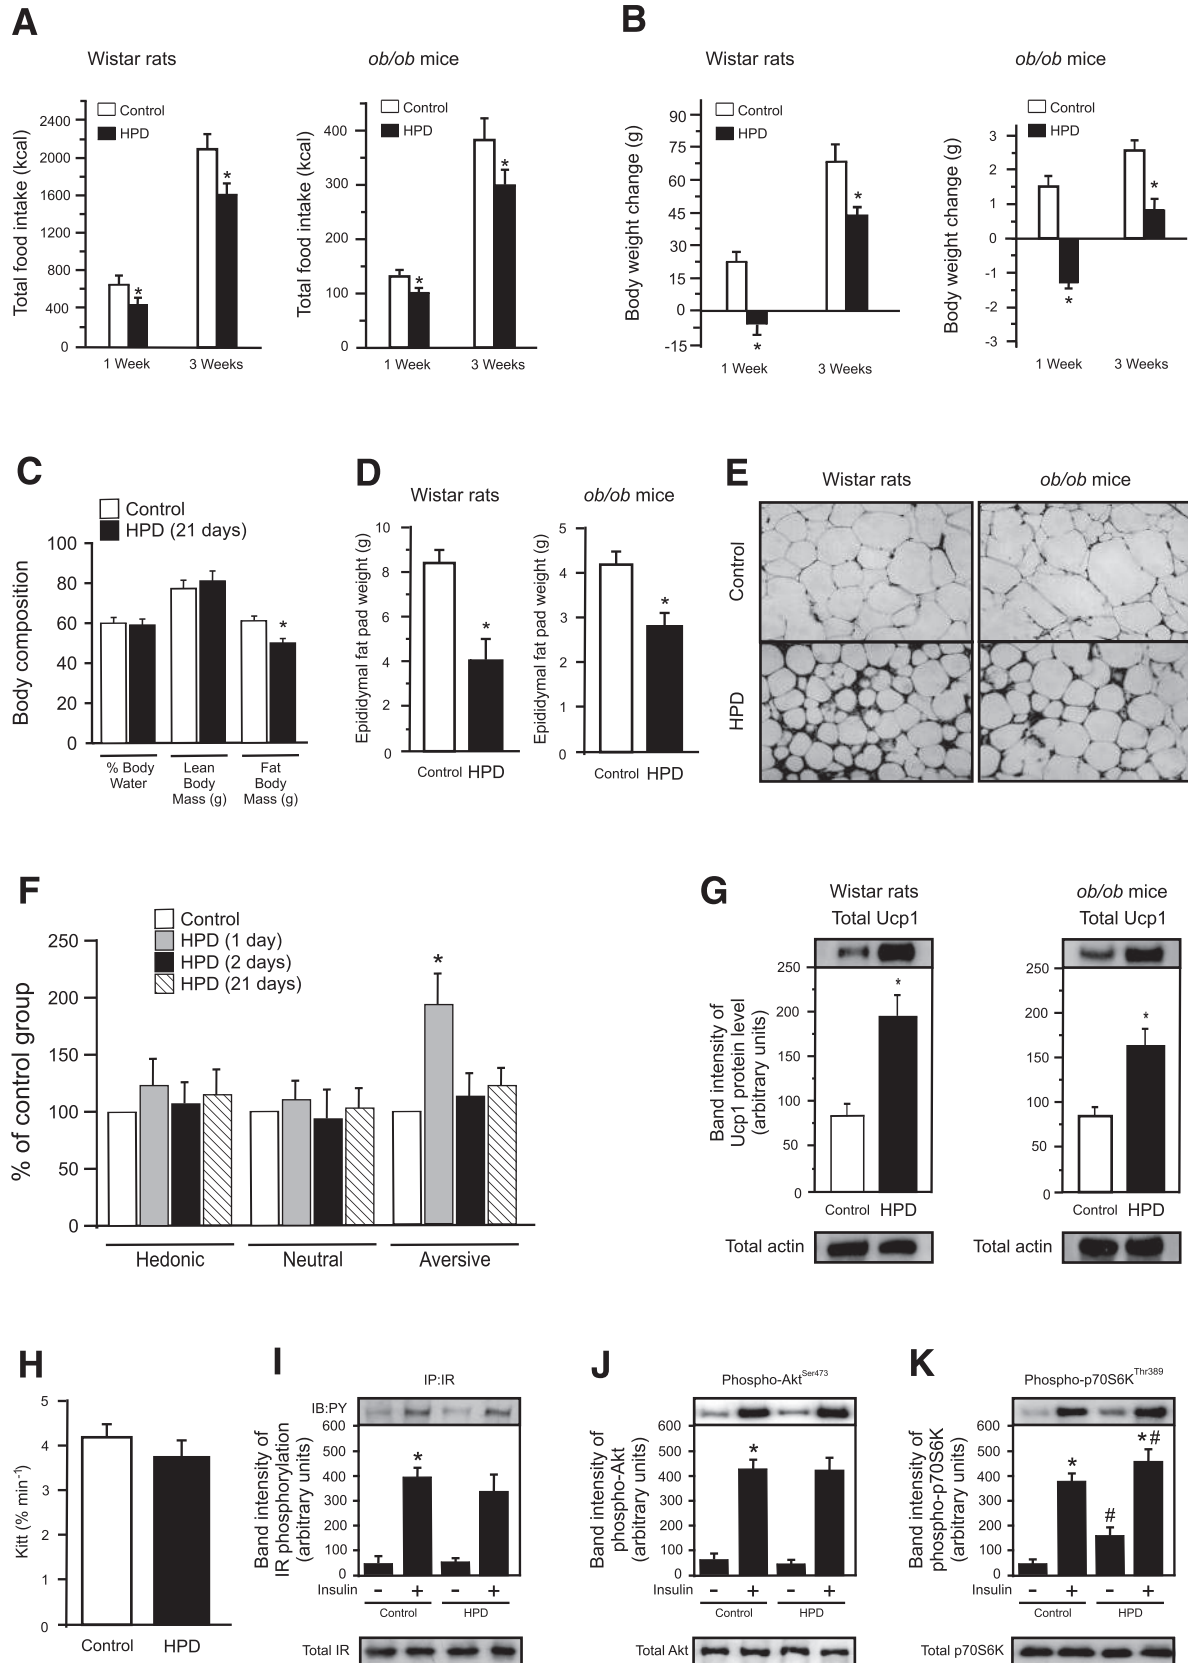 A
Wistar rats
ob/ob mice
Total food intake (kcal)
Control
HPD
2400
2000
1600
1200
800
400
0
*
*
1 Week
3 Weeks
Total food intake (kcal)
Control
HPD
400
300
200
100
0
*
*
1 Week
3 Weeks
B
Wistar rats
ob/ob mice
Body weight change (g)
Control
HPD
90
75
60
45
30
15
0
-15
*
*
1 Week
3 Weeks
Body weight change (g)
Control
HPD
3
2
1
0
-1
-2
-3
*
*
1 Week
3 Weeks
C
Control
HPD (21 days)
Body composition
100
80
60
40
20
0
*
% Body
Water
Lean
Body
Mass (g)
Fat
Body
Mass (g)
D
Wistar rats
ob/ob mice
Epididymal fat pad weight (g)
10
8
6
4
2
0
*
Control HPD
Epididymal fat pad weight (g)
5
4
3
2
1
0
*
Control HPD
E
Wistar rats
ob/ob mice
Control
HPD
F
Control
HPD (1 day)
HPD (2 days)
HPD (21 days)
% of control group
250
200
150
100
50
0
*
Hedonic
Neutral
Aversive
G
Wistar rats
Total Ucp1
ob/ob mice
Total Ucp1
Band intensity of
Ucp1 protein level
(arbitrary units)
250
200
150
100
50
0
*
Control HPD
Total actin
250
200
150
100
50
0
*
Control HPD
Total actin
H
Kitt (% min-1)
5
4
3
2
1
0
Control
HPD
I
IP:IR
IB:PY
Band intensity of
IR phosphorylation
(arbitrary units)
600
500
400
300
200
100
0
*
Insulin - + - +
Control
HPD
Total IR
J
Phospho-AktSer473
Band intensity of
phospho-Akt
(arbitrary units)
600
500
400
300
200
100
0
*
Insulin - + - +
Control
HPD
Total Akt
K
Phospho-p70S6KThr389
Band intensity of
phospho-p70S6K
(arbitrary units)
600
500
400
300
200
100
0
*
#
*#
Insulin - + - +
Control
HPD
Total p70S6K